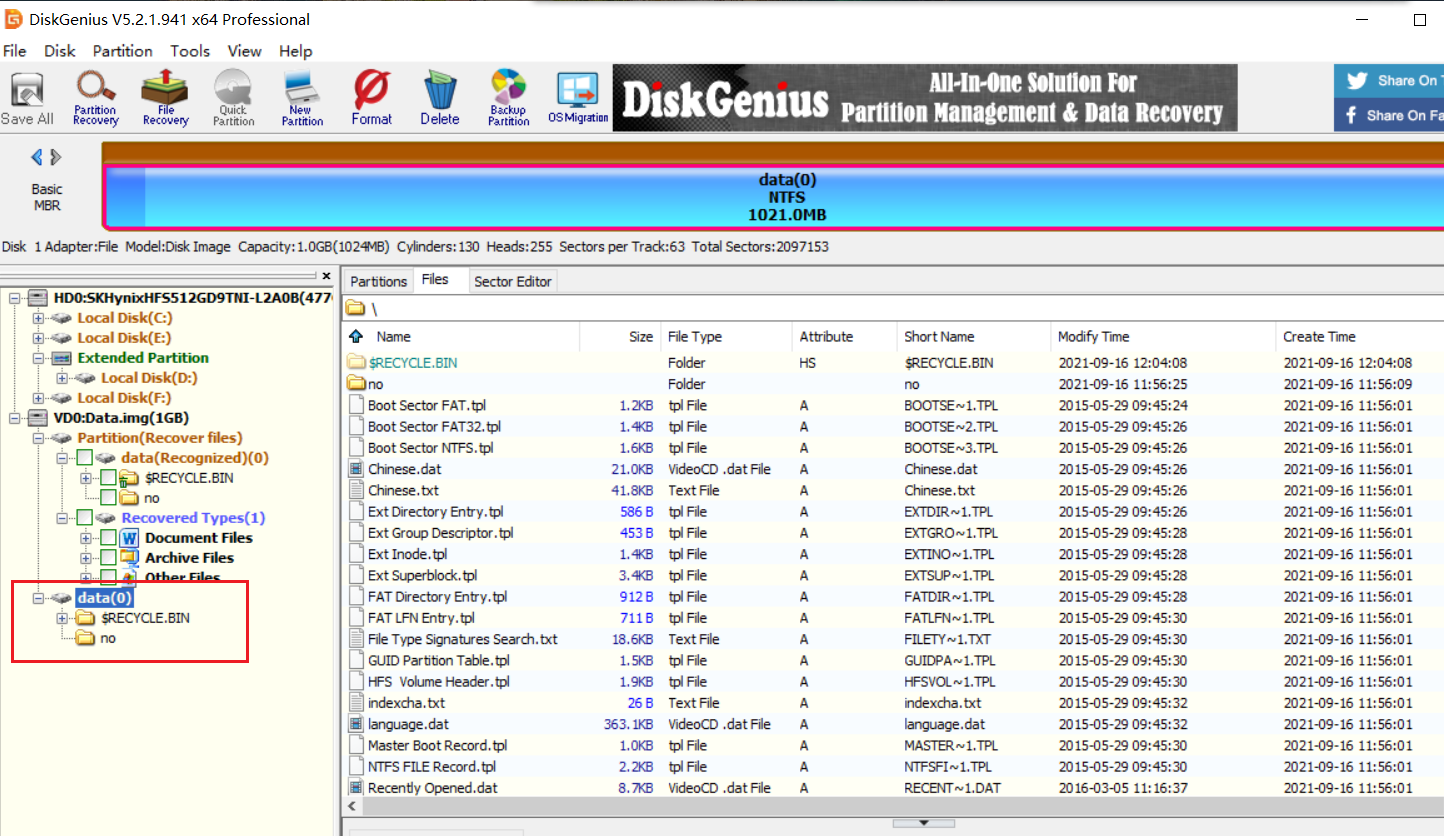 DiskGenius V5.2.1.941 x64 Professional
File Disk Partition Tools View Help
Save All
Partition Recovery
File Recovery
Quick Partition
New Partition
Format
Delete
Backup Partition
OS Migration
DiskGenius
All-In-One Solution For
Partition Management & Data Recovery
Share On T
Share On Fa
Basic
MBR
data(0)
NTFS
1021.0MB
Disk 1 Adapter:File Model:Disk Image Capacity:1.0GB(1024MB) Cylinders:130 Heads:255 Sectors per Track:63 Total Sectors:2097153
HD0:SKHynixHFS512GD9TNI-L2A0B(477
Local Disk(C:)
Local Disk(E:)
Extended Partition
Local Disk(D:)
Local Disk(F:)
VD0:Data.img(1GB)
Partition(Recover files)
data(Recognized)(0)
$RECYCLE.BIN
no
Recovered Types(1)
Document Files
Archive Files
Other Files
data(0)
$RECYCLE.BIN
no
Partitions Files Sector Editor
\
Name Size File Type Attribute Short Name Modify Time Create Time
$RECYCLE.BIN Folder HS $RECYCLE.BIN 2021-09-16 12:04:08 2021-09-16 12:04:08
no Folder no 2021-09-16 11:56:25 2021-09-16 11:56:09
Boot Sector FAT.tpl 1.2KB tpl File A BOOTSE~1.TPL 2015-05-29 09:45:24 2021-09-16 11:56:01
Boot Sector FAT32.tpl 1.4KB tpl File A BOOTSE~2.TPL 2015-05-29 09:45:26 2021-09-16 11:56:01
Boot Sector NTFS.tpl 1.6KB tpl File A BOOTSE~3.TPL 2015-05-29 09:45:26 2021-09-16 11:56:01
Chinese.dat 21.0KB VideoCD .dat File A Chinese.dat 2015-05-29 09:45:26 2021-09-16 11:56:01
Chinese.txt 41.8KB Text File A Chinese.txt 2015-05-29 09:45:26 2021-09-16 11:56:01
Ext Directory Entry.tpl 586 B tpl File A EXTDIR~1.TPL 2015-05-29 09:45:26 2021-09-16 11:56:01
Ext Group Descriptor.tpl 453 B tpl File A EXTGRO~1.TPL 2015-05-29 09:45:28 2021-09-16 11:56:01
Ext Inode.tpl 1.4KB tpl File A EXTINO~1.TPL 2015-05-29 09:45:28 2021-09-16 11:56:01
Ext Superblock.tpl 3.4KB tpl File A EXTSUP~1.TPL 2015-05-29 09:45:28 2021-09-16 11:56:01
FAT Directory Entry.tpl 912 B tpl File A FATDIR~1.TPL 2015-05-29 09:45:28 2021-09-16 11:56:01
FAT LFN Entry.tpl 711 B tpl File A FATLFN~1.TPL 2015-05-29 09:45:30 2021-09-16 11:56:01
File Type Signatures Search.txt 18.6KB Text File A FILETY~1.TXT 2015-05-29 09:45:30 2021-09-16 11:56:01
GUID Partition Table.tpl 1.5KB tpl File A GUIDPA~1.TPL 2015-05-29 09:45:30 2021-09-16 11:56:01
HFS Volume Header.tpl 1.9KB tpl File A HFSVOL~1.TPL 2015-05-29 09:45:30 2021-09-16 11:56:01
indexcha.txt 26 B Text File A indexcha.txt 2015-05-29 09:45:32 2021-09-16 11:56:01
language.dat 363.1KB VideoCD .dat File A language.dat 2015-05-29 09:45:32 2021-09-16 11:56:01
Master Boot Record.tpl 1.0KB tpl File A MASTER~1.TPL 2015-05-29 09:45:30 2021-09-16 11:56:01
NTFS FILE Record.tpl 2.2KB tpl File A NTFSFI~1.TPL 2015-05-29 09:45:30 2021-09-16 11:56:01
Recently Opened.dat 8.7KB VideoCD .dat File A RECENT~1.DAT 2016-03-05 11:16:37 2021-09-16 11:56:01